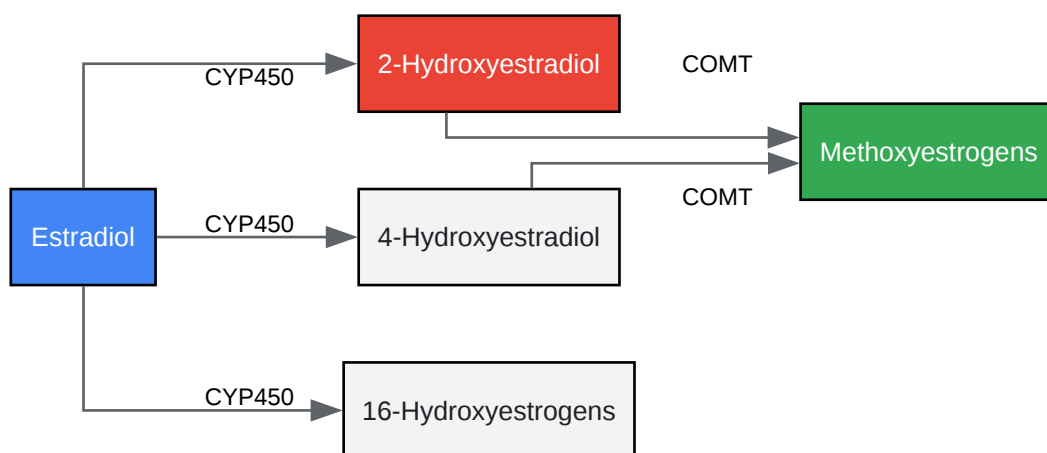 2-Hydroxyestradiol
COMT
CYP450
Methoxyestrogens
COMT
CYP450
Estradiol
4-Hydroxyestradiol
CYP450
16-Hydroxyestrogens